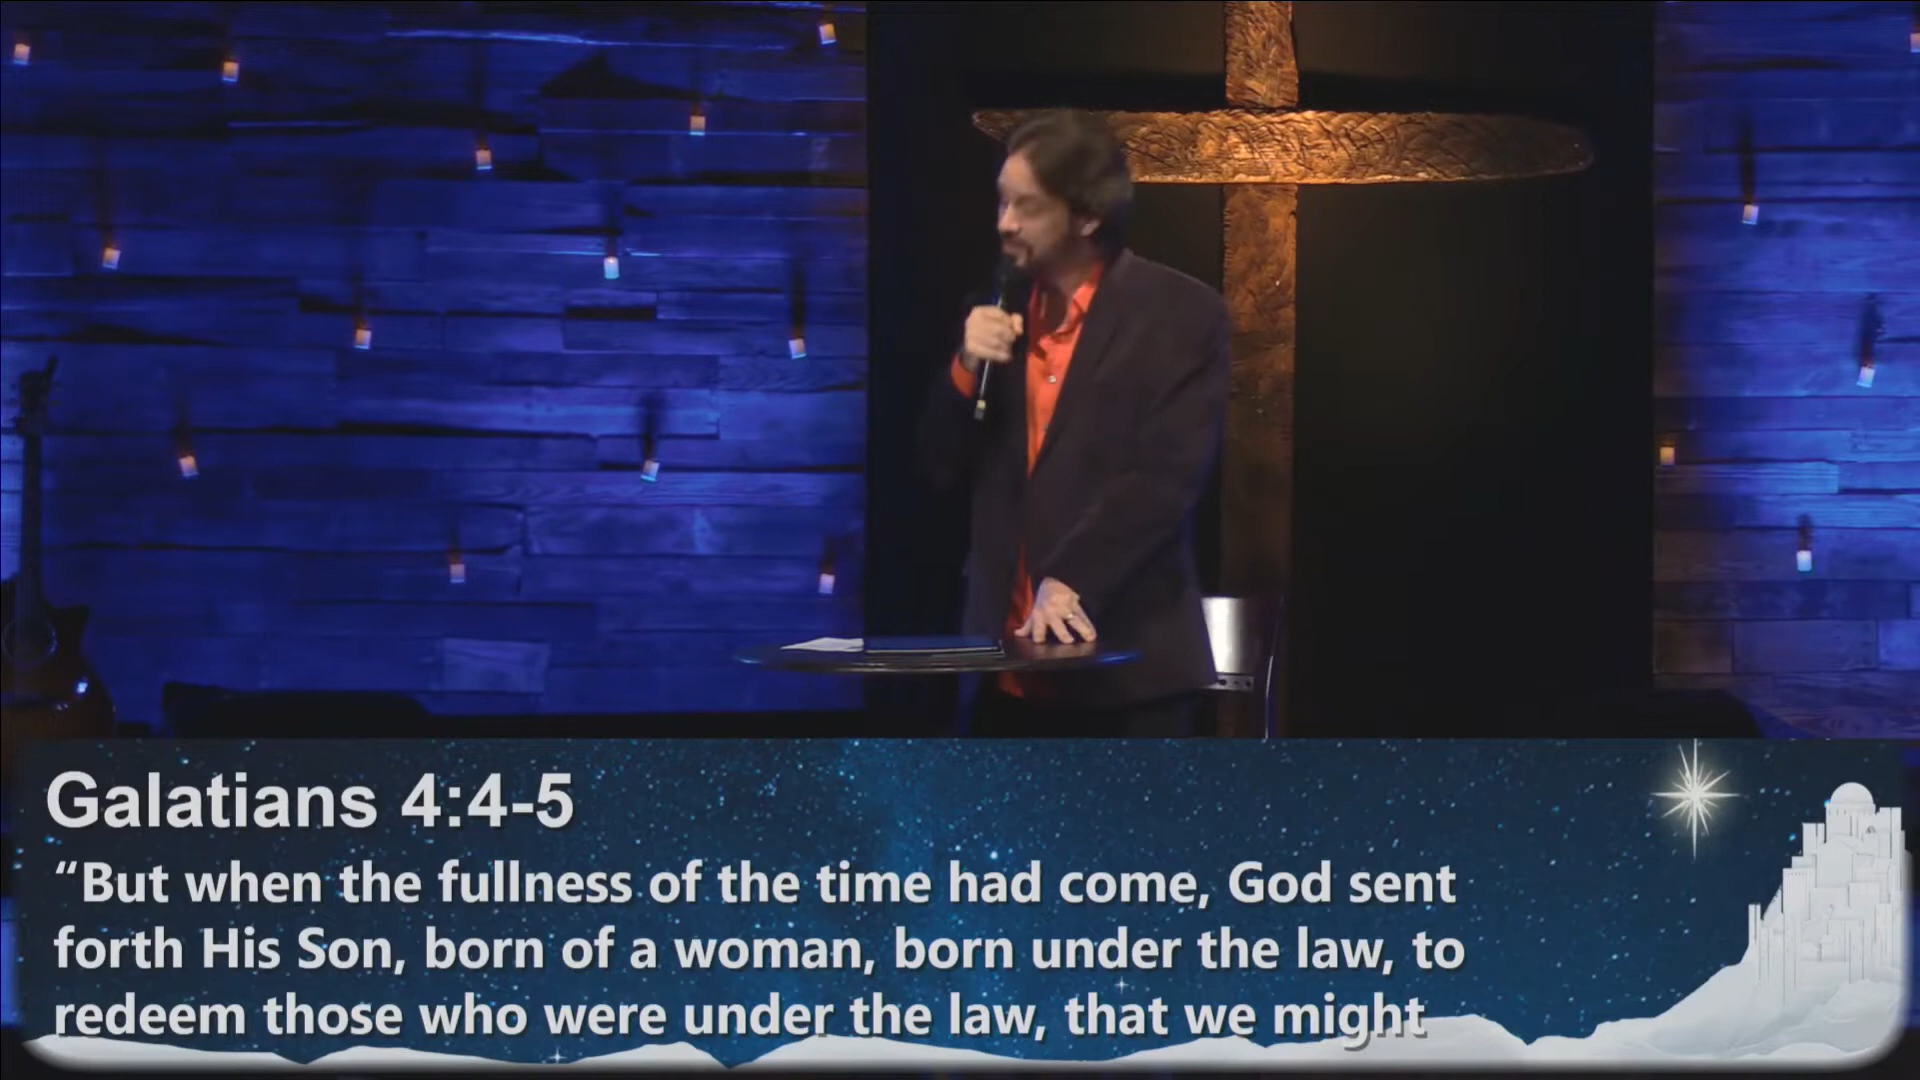 Galatians 4:4-5
“But when the fullness of the time had come, God sent
forth His Son, born of a woman, born under the law, to
redeem those who were under the law, that we might